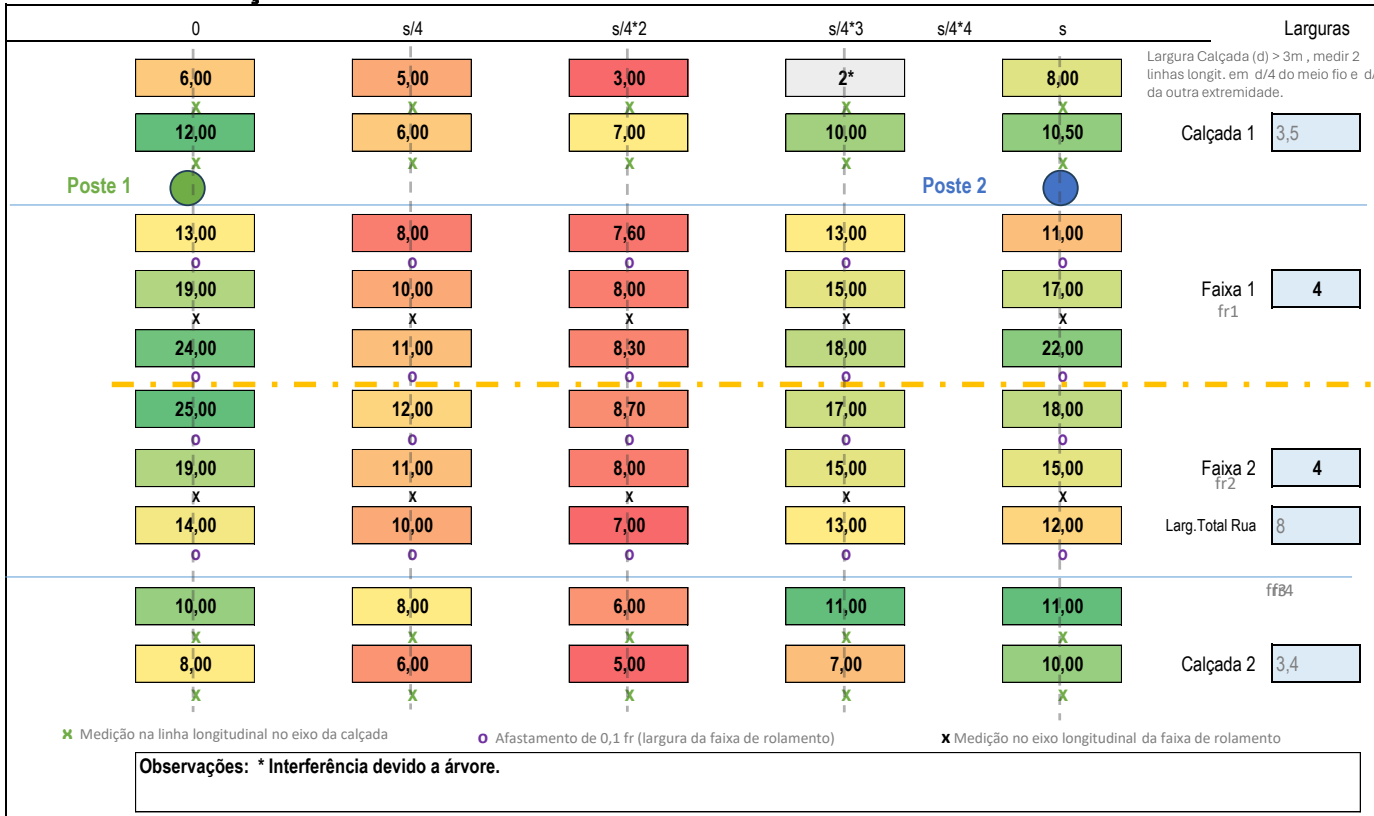 0 s/4 s/4*2 s/4*3 s/4*4 s Larguras
Largura Calçada (d) > 3m , medir 2
linhas longit. em d/4 do meio fio e
da outra extremidade.
6,00 5,00 3,00 2* 8,00
x x x x x
12,00 6,00 7,00 10,00 10,50 Calçada 1 3,5
x x x x x
Poste 1 Poste 2
13,00 8,00 7,60 13,00 11,00
o o o o o
19,00 10,00 8,00 15,00 17,00 Faixa 1 4
fr1
x x x x x
24,00 11,00 8,30 18,00 22,00
o o o o o
25,00 12,00 8,70 17,00 18,00
o o o o o
19,00 11,00 8,00 15,00 15,00 Faixa 2 4
fr2
x x x x x
14,00 10,00 7,00 13,00 12,00 Larg.Total Rua 8
o o o o o
10,00 8,00 6,00 11,00 11,00
x x x x x
8,00 6,00 5,00 7,00 10,00 Calçada 2 3,4
x x x x x
x Medição na linha longitudinal no eixo da calçada o Afastamento de 0,1 fr (largura da faixa de rolamento) x Medição no eixo longitudinal da faixa de rolamento
Observações: * Interferência devido a árvore.